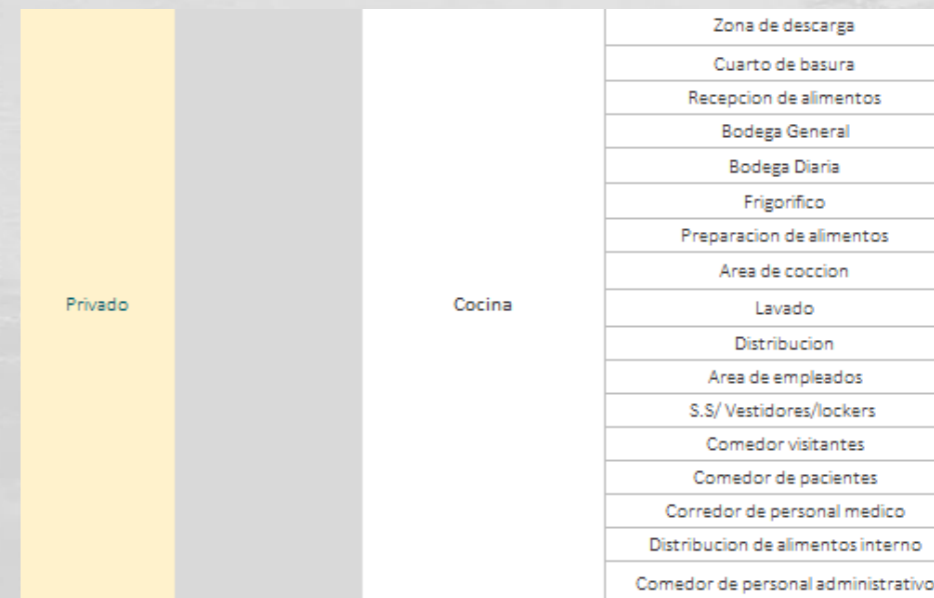 Privado
Cocina
Zona de descarga
Cuarto de basura
Recepcion de alimentos
Bodega General
Bodega Diaria
Frigorifico
Preparacion de alimentos
Area de coccion
Lavado
Distribucion
Area de empleados
S.S/ Vestidores/lockers
Comedor visitantes
Comedor de pacientes
Corredor de personal medico
Distribucion de alimentos interno
Comedor de personal administrativo